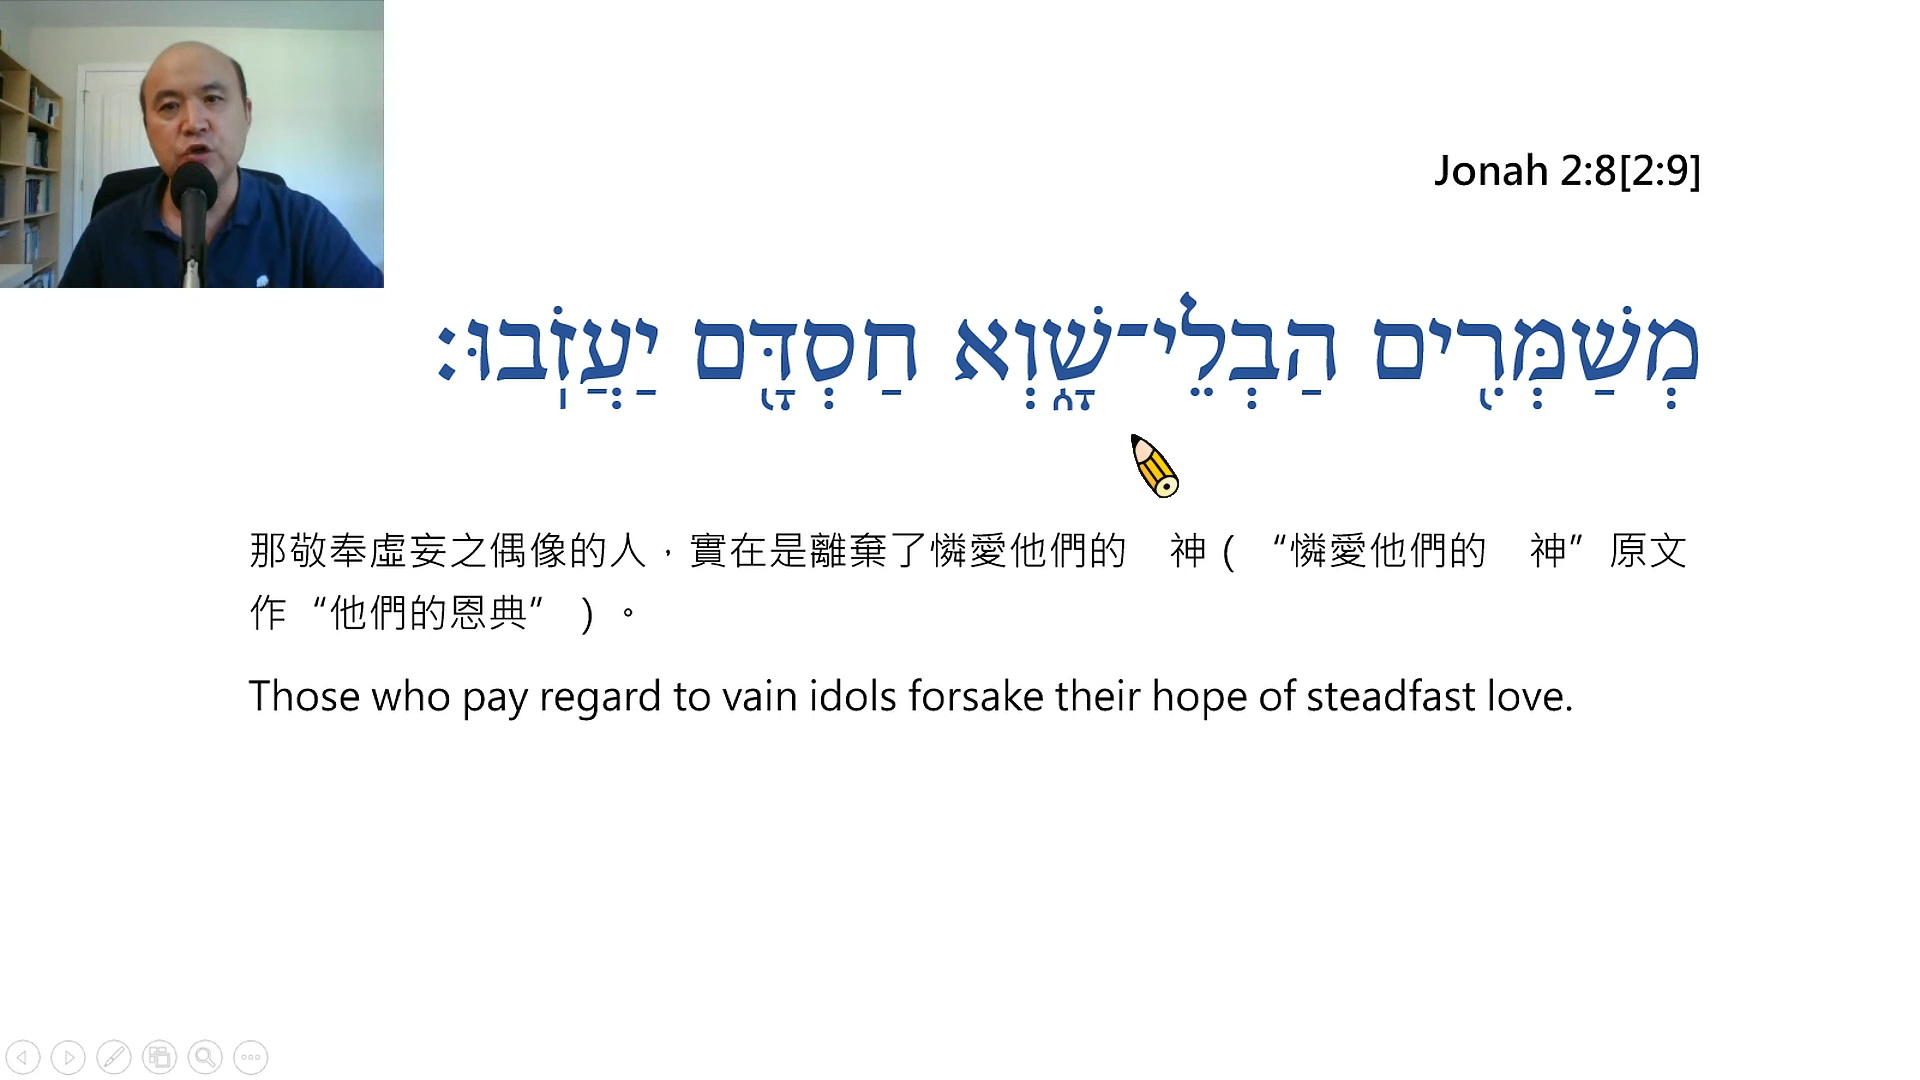 Jonah 2:8[2:9]
מְשַׁמְּרִ֖ים הַבְלֵי־שָׁ֑וְא חַסְדָּ֖ם יַעֲזֹֽבוּ׃
那敬奉虛妄之偶像的人，實在是離棄了憐愛他們的　神（“憐愛他們的　神”原文
作“他們的恩典”）。
Those who pay regard to vain idols forsake their hope of steadfast love.